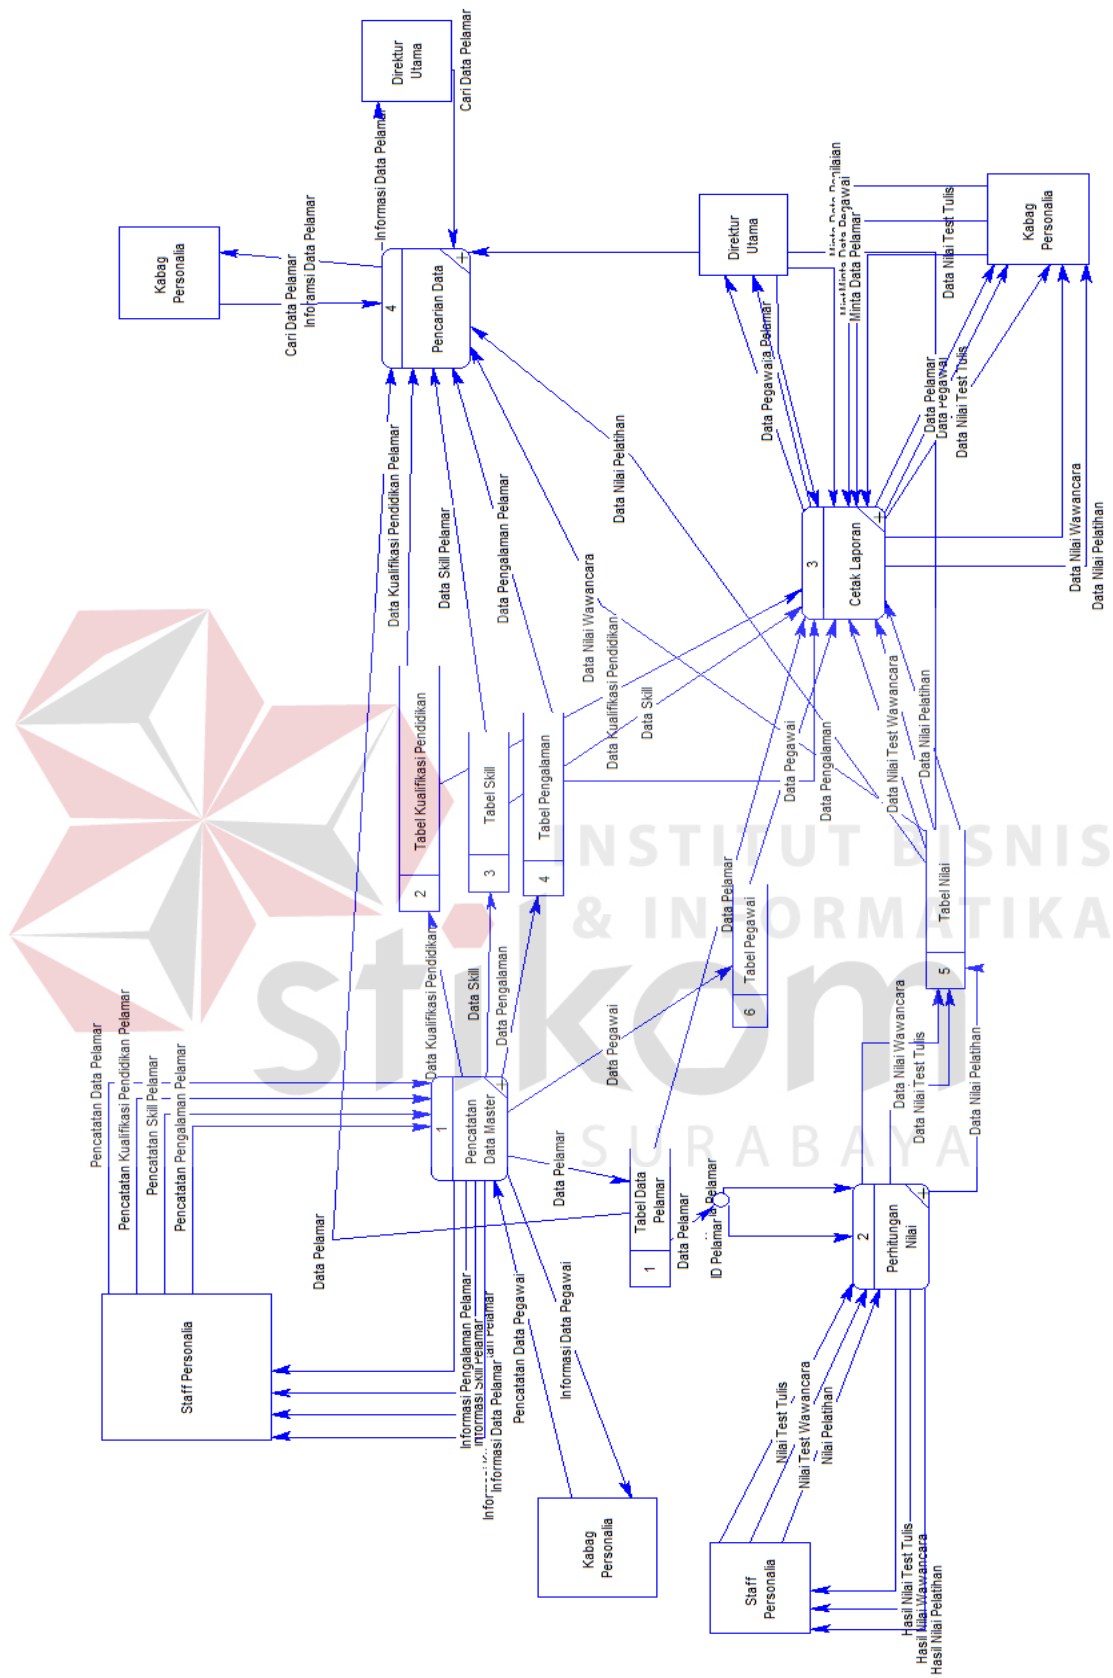 Pencatatan Data Pelamar
Pencatatan Kualifikasi Pendidikan Pelamar
Pencatatan Skill Pelamar
Pencatatan Pengalaman Pelamar
Staff Personalia
Informasi Pengalaman Pelamar
Informasi Skill Pelamar
Informasi Data Pelamar
Pencatatan Data Pegawai
Informasi Data Pegawai
Kabag
Personalia
1
Pencatatan
Data Master
Data Kualifikasi Pendidikan
Data Skill
Data Pengalaman
Data Pegawai
Data Pelamar
Data Pelamar
2
Tabel Kualifikasi Pendidikan
3
Tabel Skill
4
Tabel Pengalaman
6
Tabel Pegawai
1
Tabel Data
Pelamar
Data Pelamar
ID Pelamar
Data Pelamar
Kabag
Personalia
Cari Data Pelamar
Inforamsi Data Pelamar
Informasi Data Pelamar
Direktur
Utama
Cari Data Pelamar
4
Pencarian Data
Data Kualifikasi Pendidikan Pelamar
Data Skill Pelamar
Data Pengalaman Pelamar
Data Nilai Wawancara
Data Nilai Pelatihan
Data Kualifikasi Pendidikan
Data Skill
Data Pegawai
Data Pengalaman
Data Nilai Test Wawancara
Data Nilai Pelatihan
3
Cetak Laporan
Data Pegawai
Direktur
Utama
Minta Data Pegawai
Minta Data Pelamar
Data Nilai Test Tulis
Kabag
Personalia
Data Pelamar
Data Pegawai
Data Nilai Test Tulis
Data Nilai Wawancara
Data Nilai Pelatihan
5
Tabel Nilai
Data Nilai Wawancara
Data Nilai Test Tulis
Data Nilai Pelatihan
2
Perhitungan
Nilai
Nilai Test Tulis
Nilai Test Wawancara
Nilai Pelatihan
Staff
Personalia
Hasil Nilai Test Tulis
Hasil Nilai Wawancara
Hasil Nilai Pelatihan
INSTITUT BISNIS
& INFORMATIKA
stikom
SURABAYA